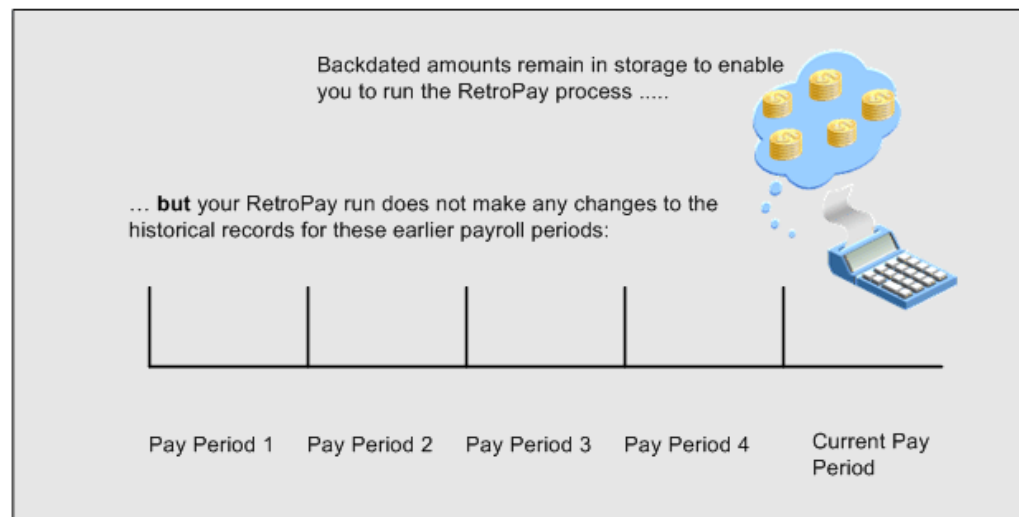 Backdated amounts remain in storage to enable
you to run the RetroPay process .....
... but your RetroPay run does not make any changes to the
historical records for these earlier payroll periods:
Pay Period 1 Pay Period 2 Pay Period 3 Pay Period 4 Current Pay
Period